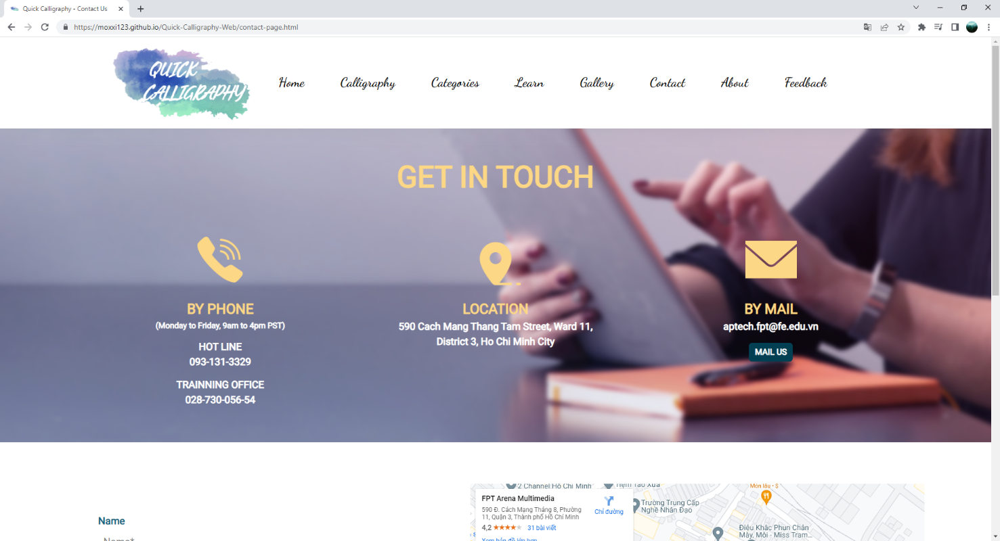 Quick Calligraphy - Contact Us
https://moxxi123.github.io/Quick-Calligraphy-Web/contact-page.html
QUICK
CALLIGRAPHY
Home Calligraphy Categories Learn Gallery Contact About Feedback
GET IN TOUCH
BY PHONE
(Monday to Friday, 9am to 4pm PST)
HOT LINE
093-131-3329
TRAINNING OFFICE
028-730-056-54
LOCATION
590 Cach Mang Thang Tam Street, Ward 11,
District 3, Ho Chi Minh City
BY MAIL
aptech.fpt@fe.edu.vn
MAIL US
Name
Name*
FPT Arena Multimedia
590 Đ. Cách Mạng Tháng 8, Phường
11, Quận 3, Thành phố Hồ Chí Minh
4,2 ★★★★★ 31 bài viết
Xem bản đồ lớn hơn
Chỉ đường
2 Channel Hồ Chí Minh
Tiệm Tao Xưa
Món lẩu • $
Trường Trung Cấp
Nghề Nhân Đạo
Điêu Khắc Phun Chân
Mày, Môi - Miss Tram...